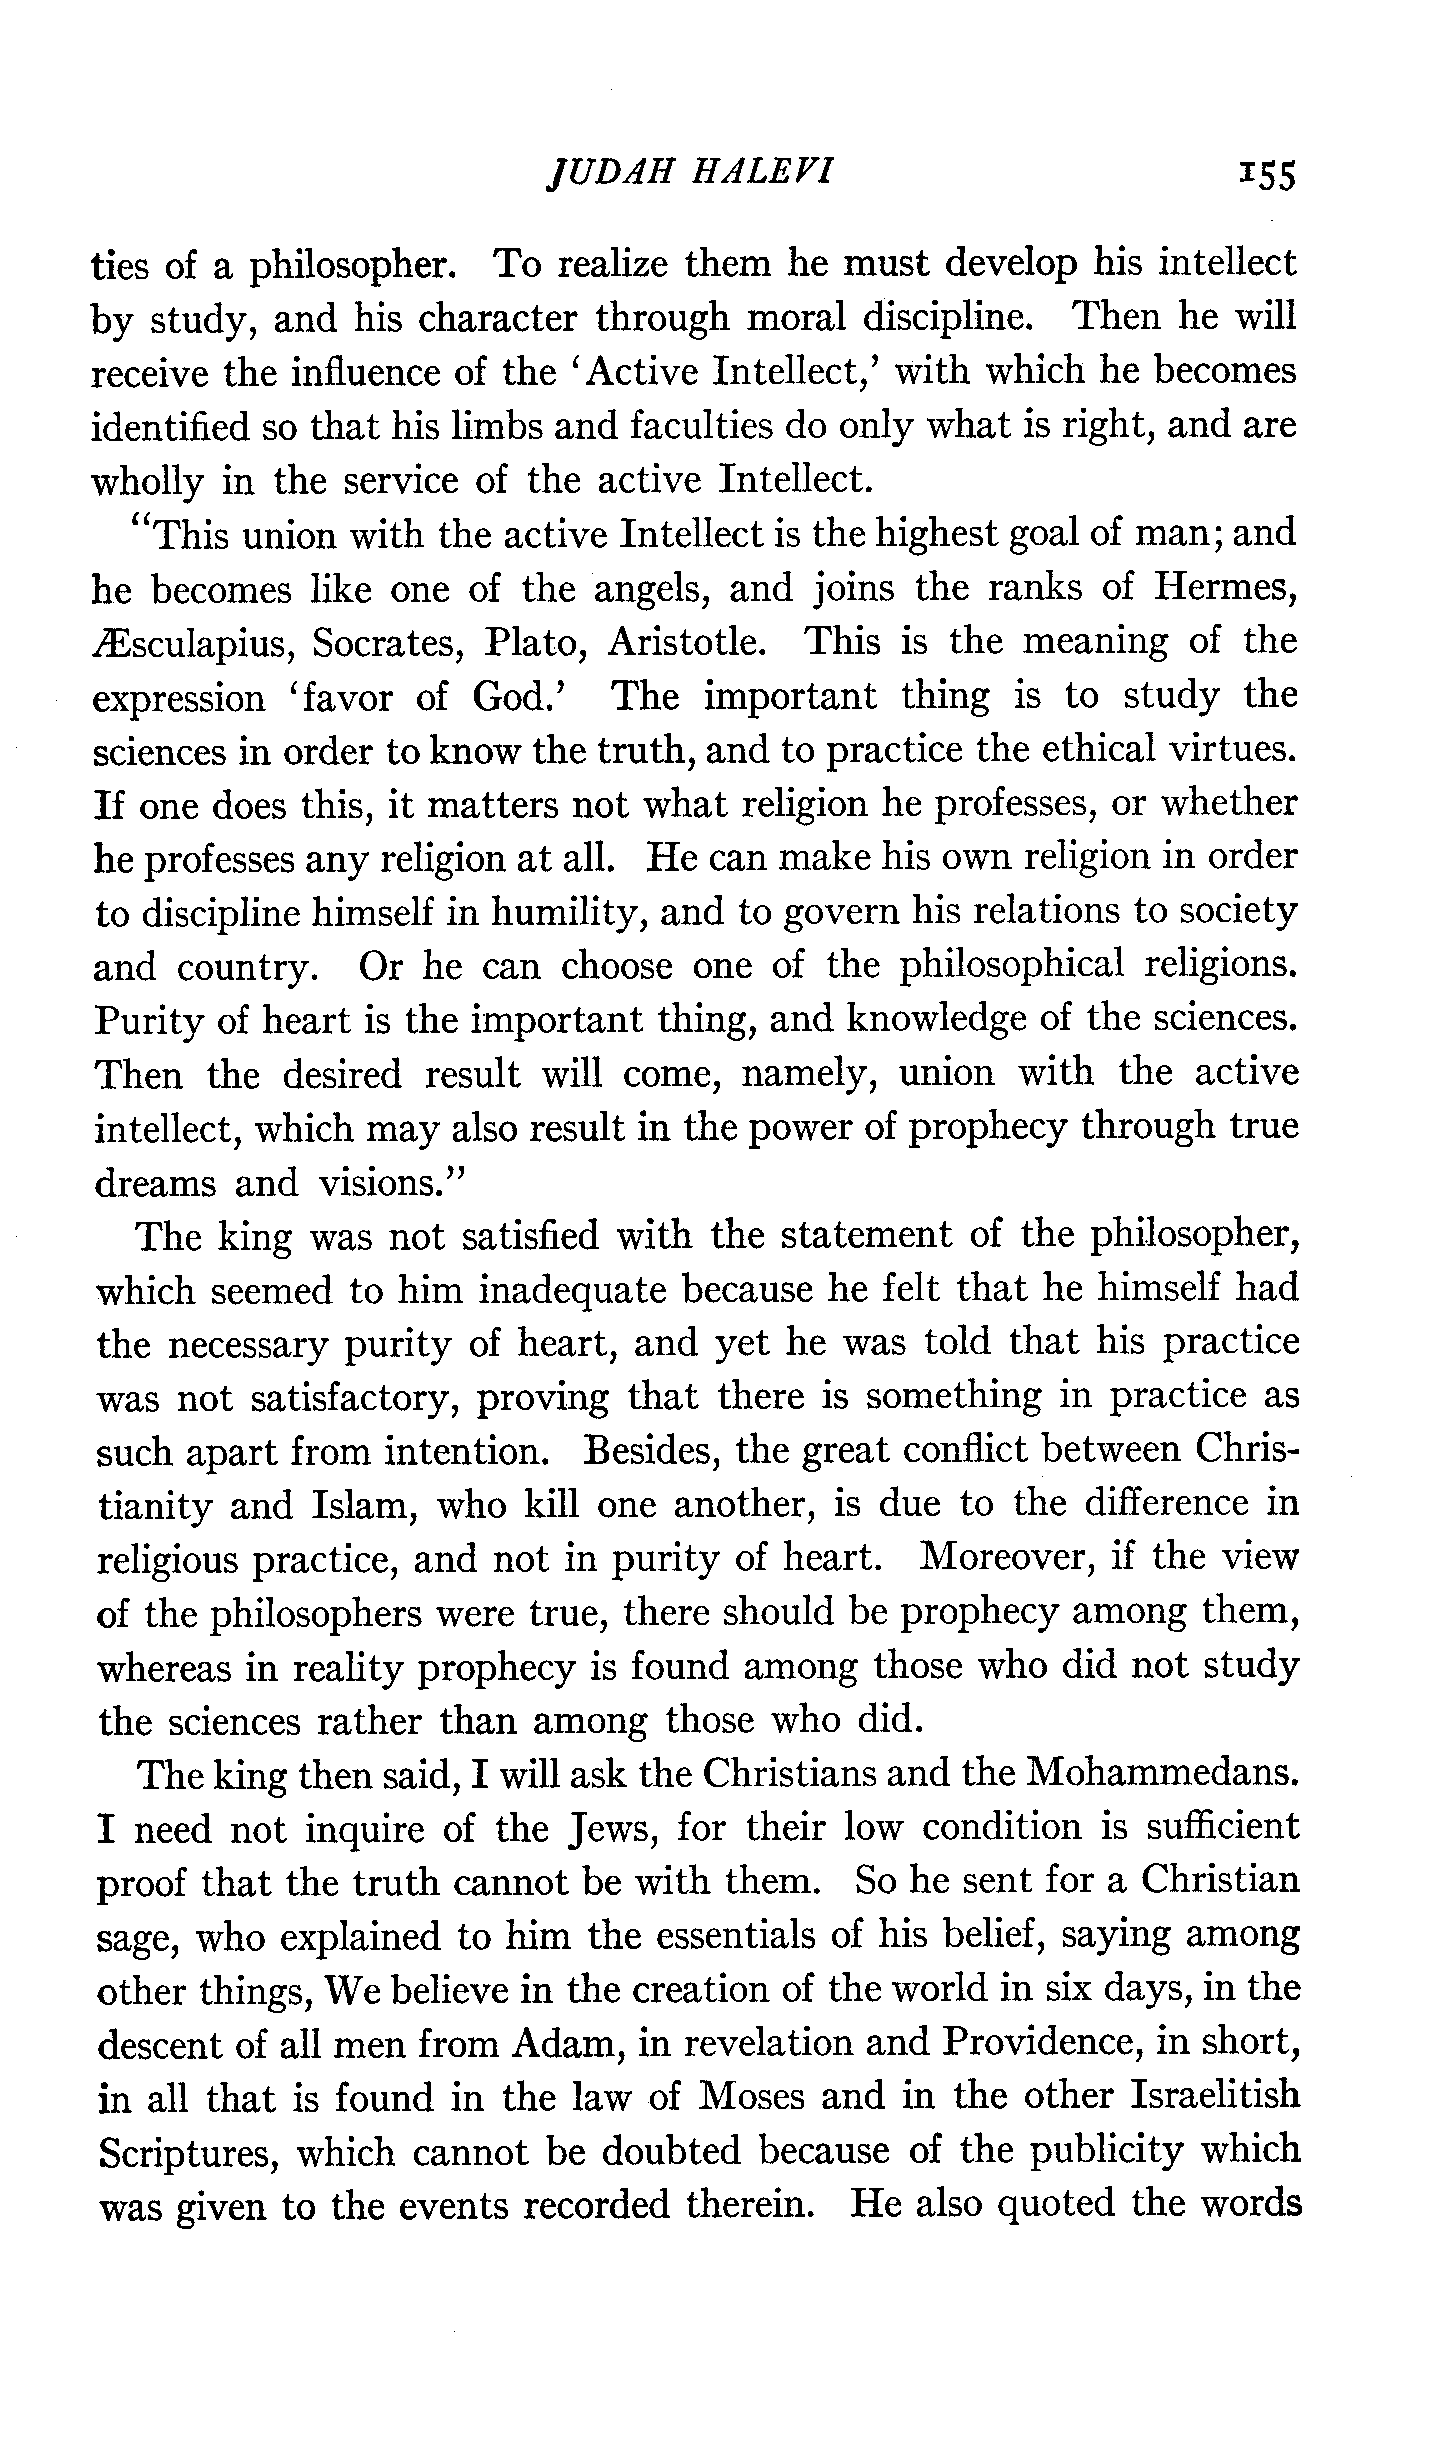 JUDAH HALEVI 155
ties of a philosopher. To realize them he must develop his intellect
by study, and his character through moral discipline. Then he will
receive the influence of the ‘Active Intellect,’ with which he becomes
identified so that his limbs and faculties do only what is right, and are
wholly in the service of the active Intellect.
“This union with the active Intellect is the highest goal of man; and
he becomes like one of the angels, and joins the ranks of Hermes,
Æsculapius, Socrates, Plato, Aristotle. This is the meaning of the
expression ‘favor of God.’ The important thing is to study the
sciences in order to know the truth, and to practice the ethical virtues.
If one does this, it matters not what religion he professes, or whether
he professes any religion at all. He can make his own religion in order
to discipline himself in humility, and to govern his relations to society
and country. Or he can choose one of the philosophical religions.
Purity of heart is the important thing, and knowledge of the sciences.
Then the desired result will come, namely, union with the active
intellect, which may also result in the power of prophecy through true
dreams and visions.”
The king was not satisfied with the statement of the philosopher,
which seemed to him inadequate because he felt that he himself had
the necessary purity of heart, and yet he was told that his practice
was not satisfactory, proving that there is something in practice as
such apart from intention. Besides, the great conflict between Chris-
tianity and Islam, who kill one another, is due to the difference in
religious practice, and not in purity of heart. Moreover, if the view
of the philosophers were true, there should be prophecy among them,
whereas in reality prophecy is found among those who did not study
the sciences rather than among those who did.
The king then said, I will ask the Christians and the Mohammedans.
I need not inquire of the Jews, for their low condition is sufficient
proof that the truth cannot be with them. So he sent for a Christian
sage, who explained to him the essentials of his belief, saying among
other things, We believe in the creation of the world in six days, in the
descent of all men from Adam, in revelation and Providence, in short,
in all that is found in the law of Moses and in the other Israelitish
Scriptures, which cannot be doubted because of the publicity which
was given to the events recorded therein. He also quoted the words